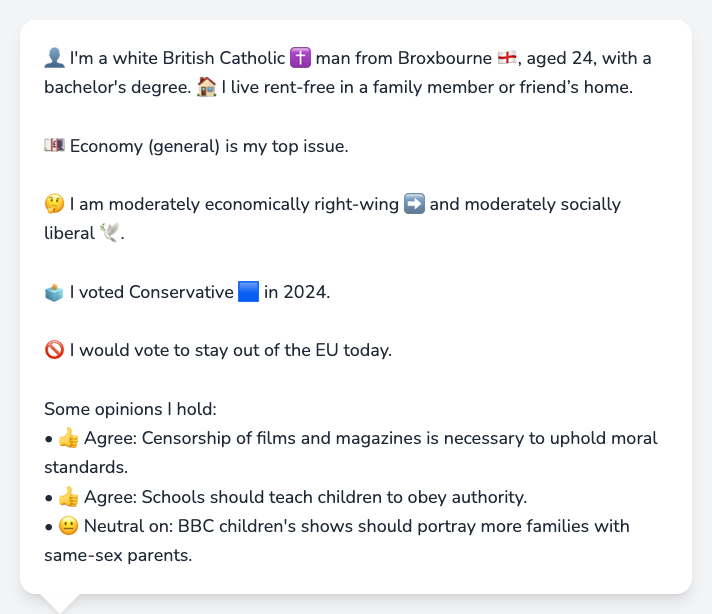 👤 I'm a white British Catholic ✝️ man from Broxbourne 🏴󠁧󠁢󠁥󠁮󠁧󠁿, aged 24, with a
bachelor's degree. 🏠 I live rent-free in a family member or friend’s home.
💷 Economy (general) is my top issue.
🤔 I am moderately economically right-wing ➡️ and moderately socially
liberal 🕊️.
🗳️ I voted Conservative 🟦 in 2024.
🚫 I would vote to stay out of the EU today.
Some opinions I hold:
• 👍 Agree: Censorship of films and magazines is necessary to uphold moral
standards.
• 👍 Agree: Schools should teach children to obey authority.
• 😐 Neutral on: BBC children's shows should portray more families with
same-sex parents.